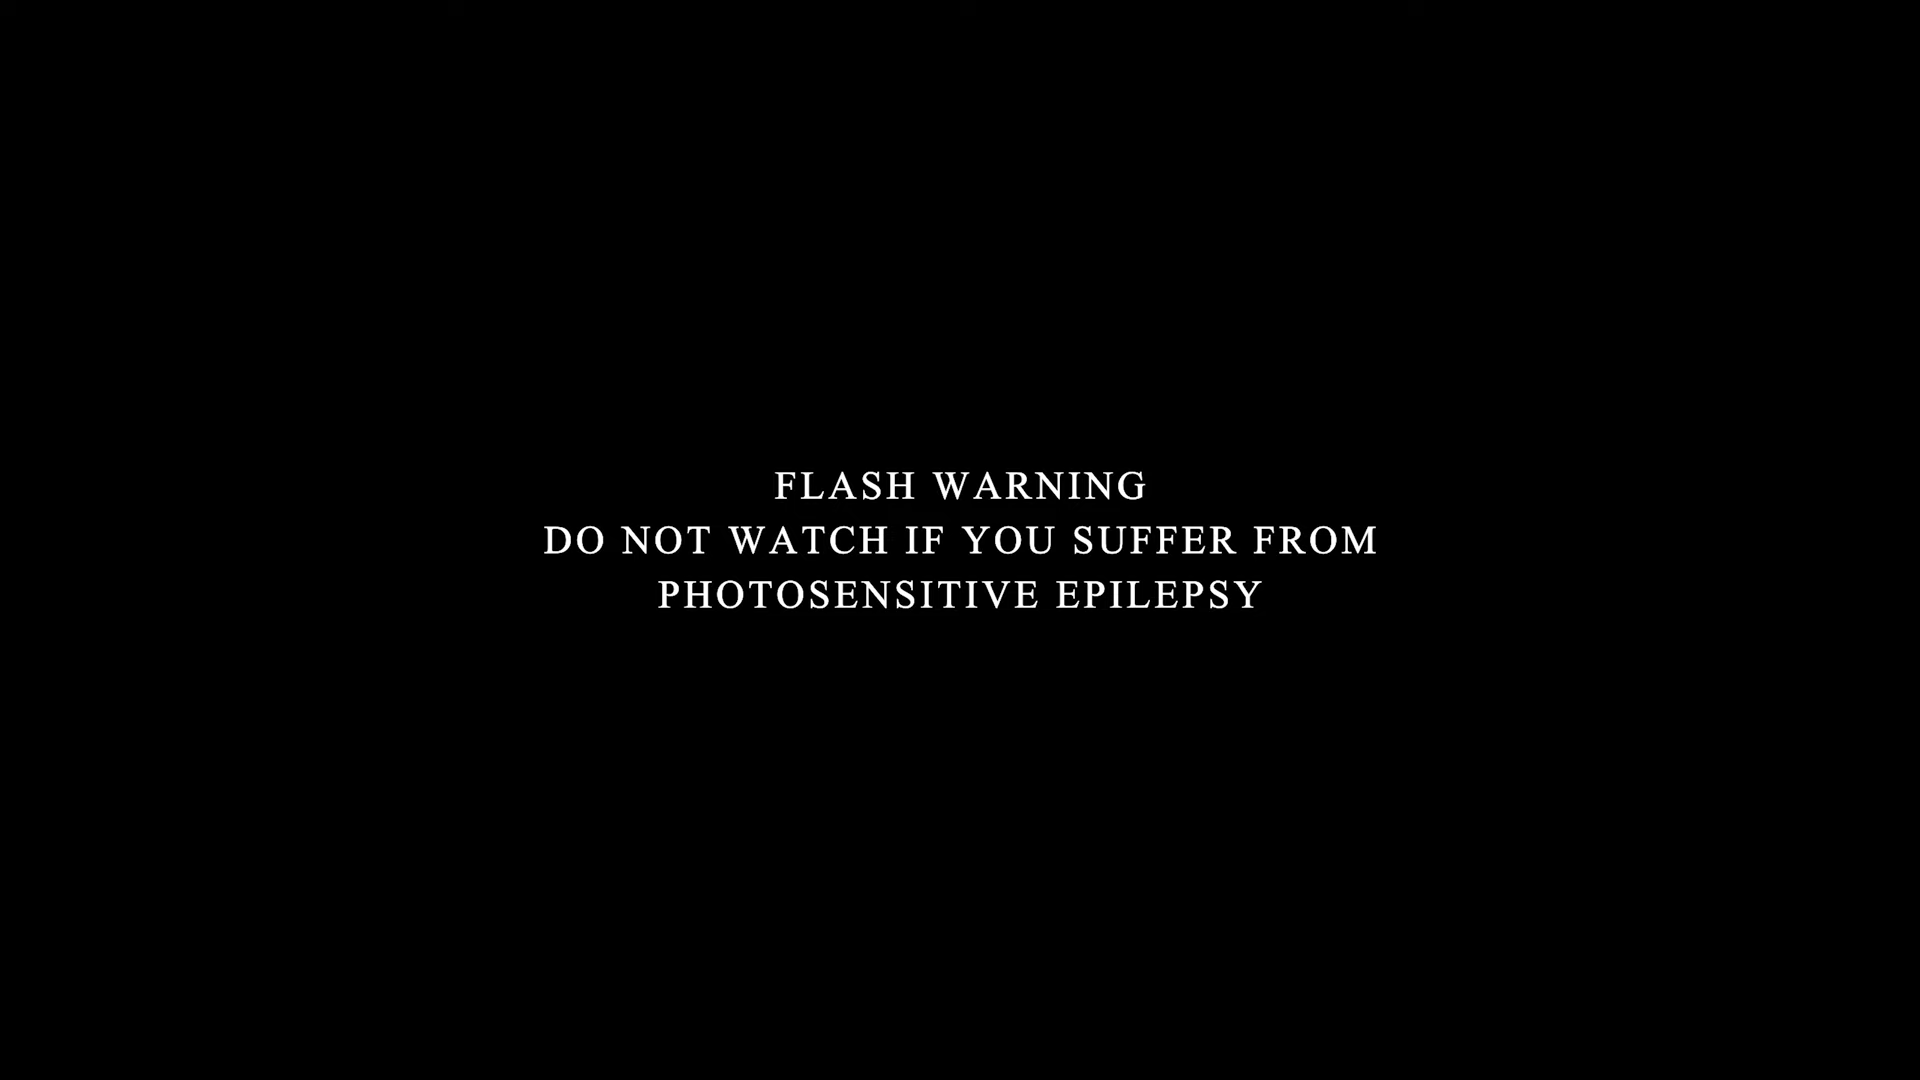 FLASH WARNING
DO NOT WATCH IF YOU SUFFER FROM
PHOTOSENSITIVE EPILEPSY